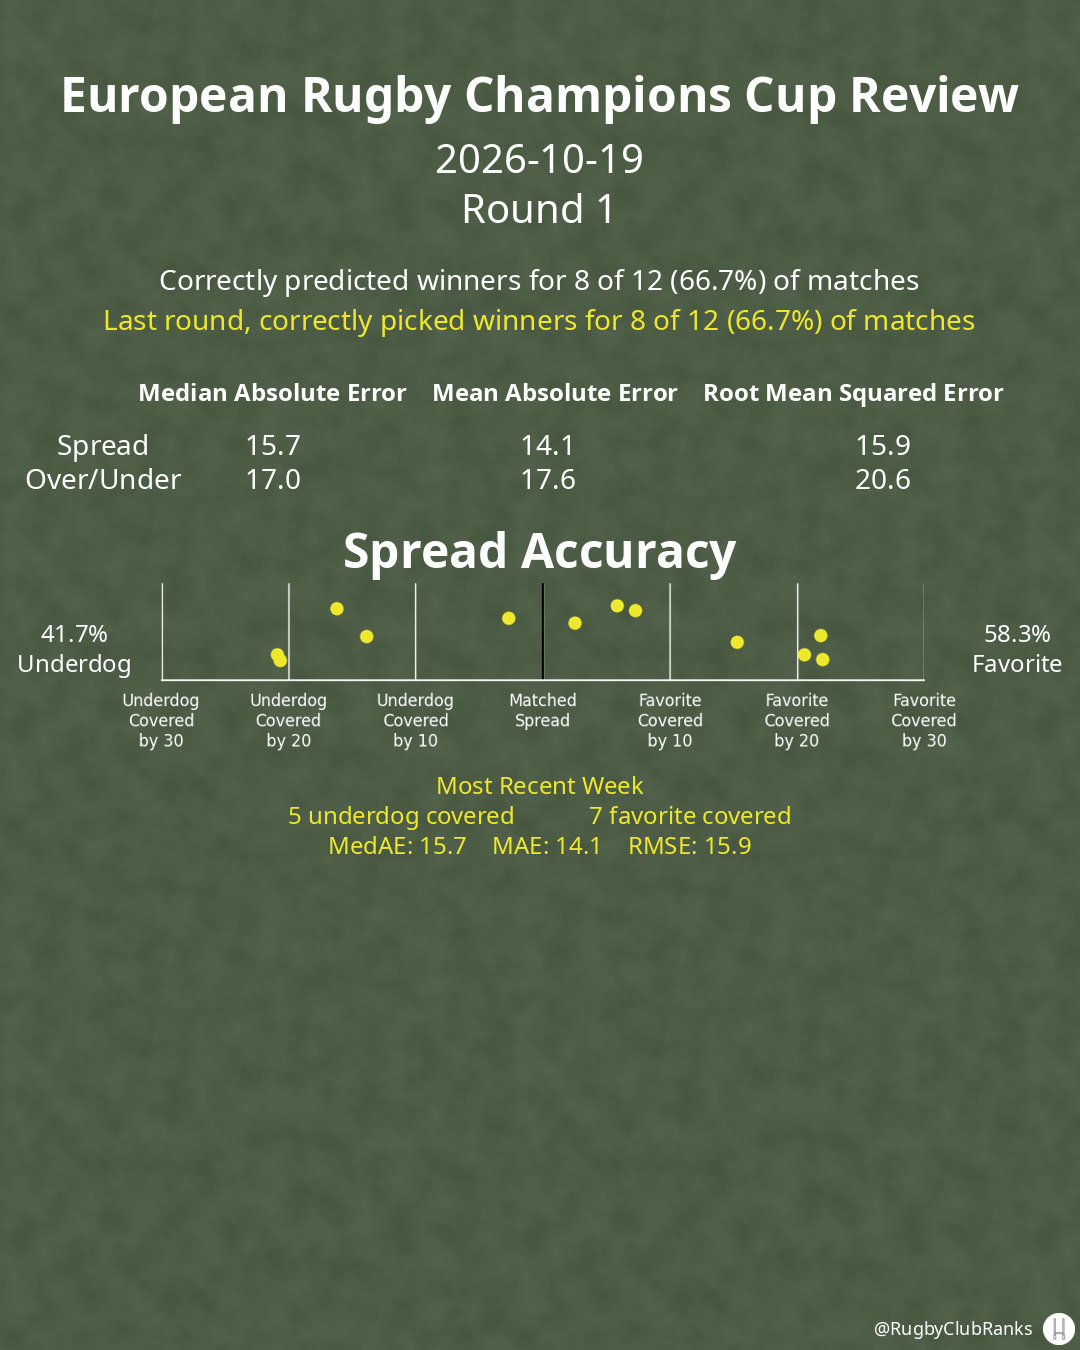 European Rugby Champions Cup Review
2026-10-19
Round 1
Correctly predicted winners for 8 of 12 (66.7%) of matches
Last round, correctly picked winners for 8 of 12 (66.7%) of matches
Median Absolute Error Mean Absolute Error Root Mean Squared Error
Spread 15.7 14.1 15.9
Over/Under 17.0 17.6 20.6
Spread Accuracy
41.7%
Underdog
58.3%
Favorite
Underdog
Covered
by 30
Underdog
Covered
by 20
Underdog
Covered
by 10
Matched
Spread
Favorite
Covered
by 10
Favorite
Covered
by 20
Favorite
Covered
by 30
Most Recent Week
5 underdog covered 7 favorite covered
MedAE: 15.7 MAE: 14.1 RMSE: 15.9
@RugbyClubRanks